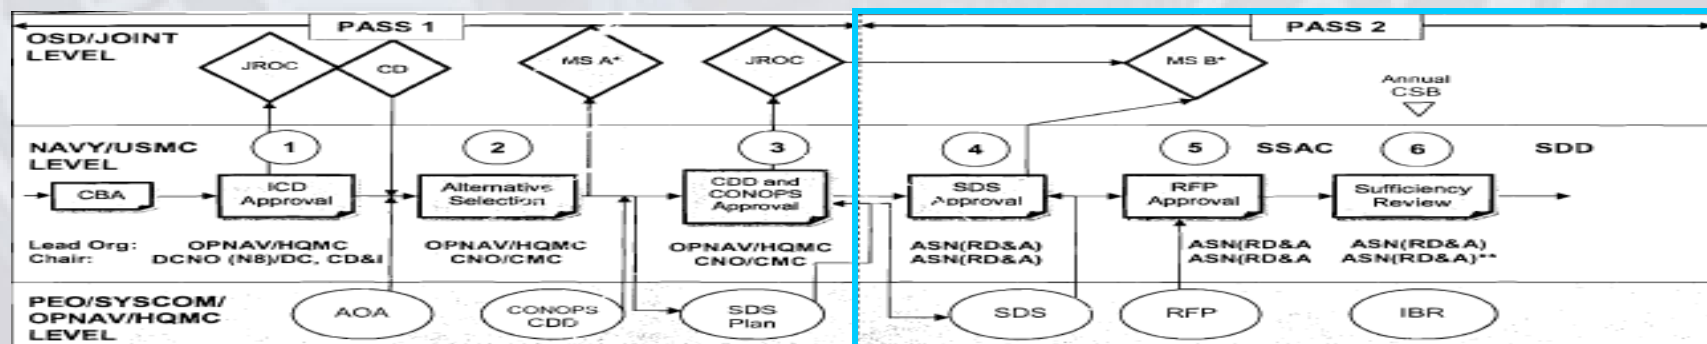 PASS 1
PASS 2
OSD/JOINT
LEVEL
JROC
CD
MS A*
JROC
MS B*
Annual
CSB
NAVY/USMC
LEVEL
1
2
3
4
5
SSAC
6
SDD
CBA
ICD
Approval
Alternative
Selection
CDD and
CONOPS
Approval
SDS
Approval
RFP
Approval
Sufficiency
Review
Lead Org:
Chair:
OPNAV/HQMC
DCNO (N8)/DC, CD&I
OPNAV/HQMC
CNO/CMC
OPNAV/HQMC
CNO/CMC
ASN(RD&A)
ASN(RD&A)
ASN(RD&A
ASN(RD&A
ASN(RD&A)
ASN(RD&A)**
PEO/SYSCOM/
OPNAV/HQMC
LEVEL
AOA
CONOPS
CDD
SDS
Plan
SDS
RFP
IBR